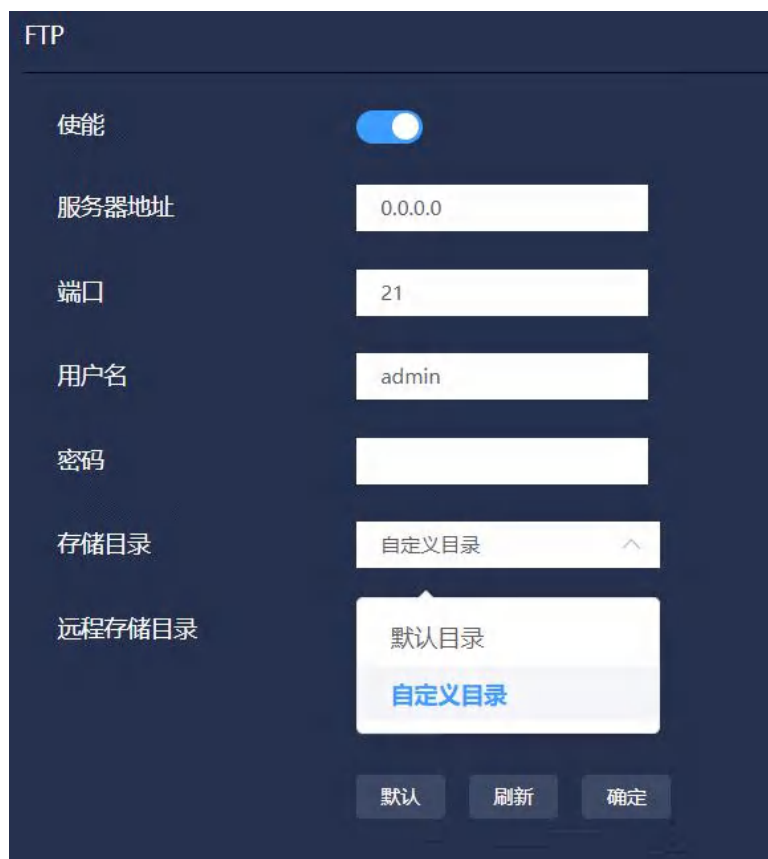 FTP
使能
服务器地址 0.0.0.0
端口 21
用户名 admin
密码
存储目录 自定义目录
远程存储目录 默认目录
自定义目录
默认 刷新 确定